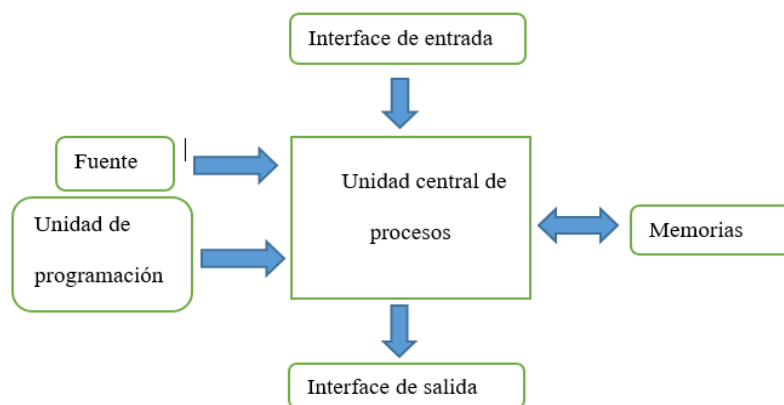 Interface de entrada
Fuente
Unidad central de
procesos
Unidad de
programación
Memorias
Interface de salida